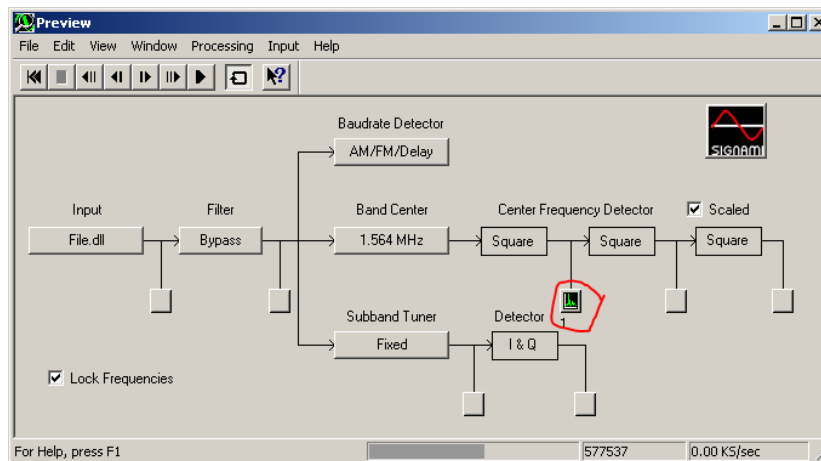 Preview
File Edit View Window Processing Input Help
Baudrate Detector
AM/FM/Delay
SIGNAMI
Input
Filter
Band Center
Center Frequency Detector
Scaled
File.dll
Bypass
1.564 MHz
Square
Square
Square
1
Subband Tuner
Detector
Fixed
I & Q
Lock Frequencies
For Help, press F1
577537
0.00 KS/sec